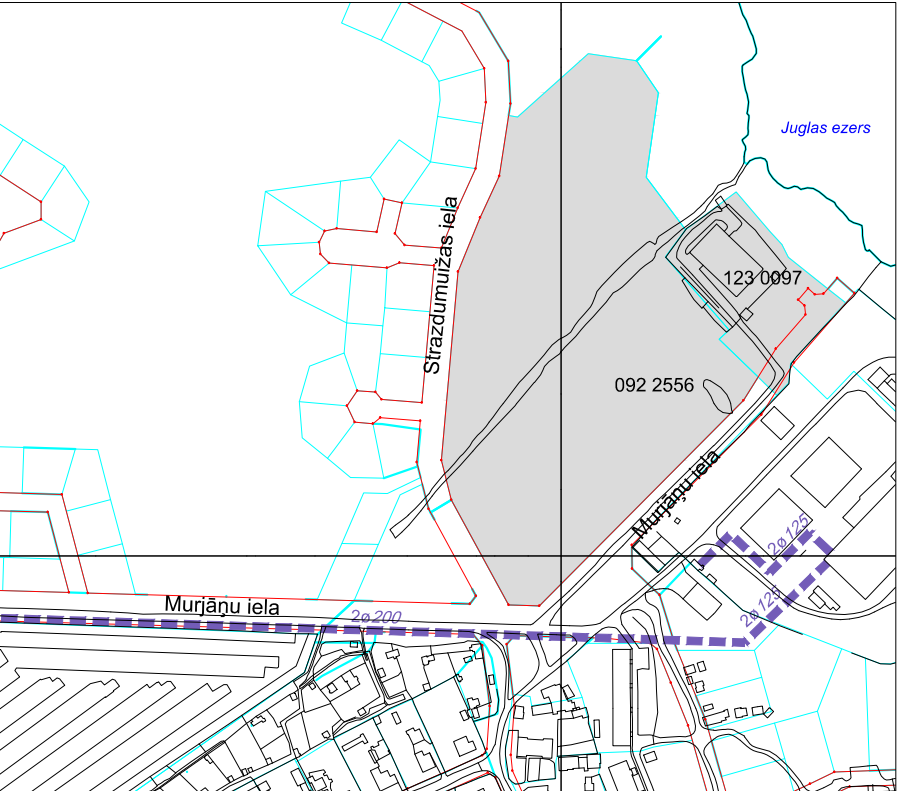 Juglas ezers
Strazdumuižas iela
123 0097
092 2556
Murjāņu iela
2ø125
2ø125
Murjāņu iela
2ø200